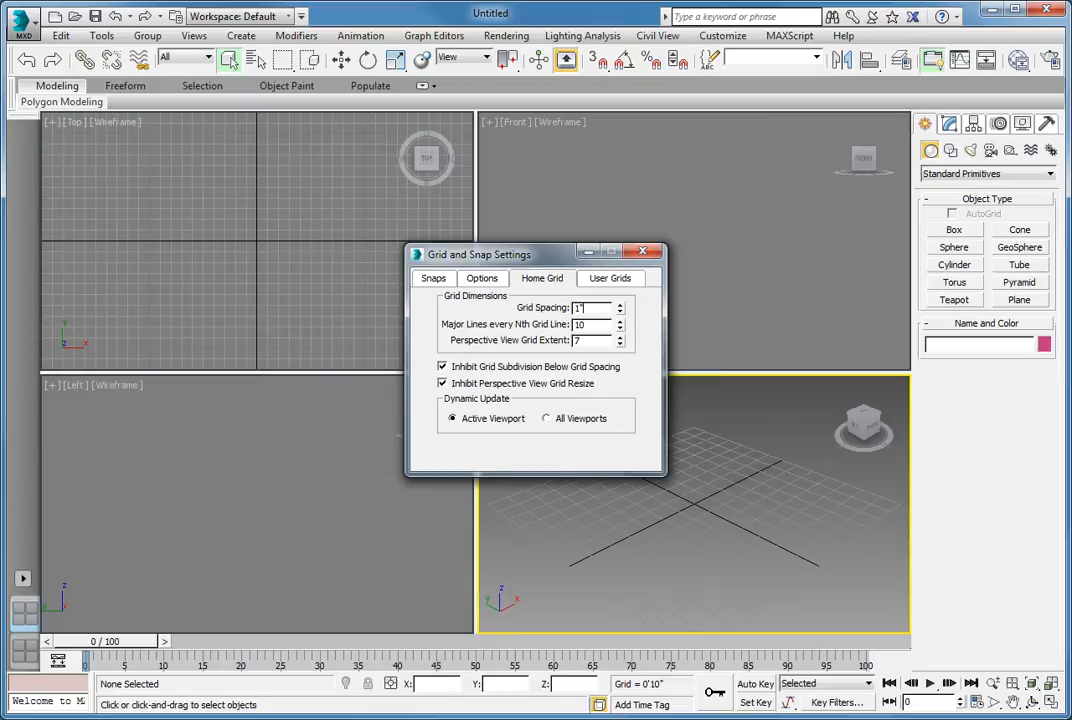 Workspace: Default
Untitled
Type a keyword or phrase
MXD
Edit Tools Group Views Create Modifiers Animation Graph Editors Rendering Lighting Analysis Civil View Customize MAXScript Help
All
View
Modeling Freeform Selection Object Paint Populate
Polygon Modeling
[+][Top][Wireframe]
TOP
[+][Front][Wireframe]
FRONT
Standard Primitives
Object Type
AutoGrid
Box Cone
Sphere GeoSphere
Cylinder Tube
Torus Pyramid
Teapot Plane
Name and Color
Grid and Snap Settings
Snaps Options Home Grid User Grids
Grid Dimensions
Grid Spacing: 1"
Major Lines every Nth Grid Line: 10
Perspective View Grid Extent: 7
Inhibit Grid Subdivision Below Grid Spacing
Inhibit Perspective View Grid Resize
Dynamic Update
Active Viewport All Viewports
y
x
z
[+][Left][Wireframe]
z
y
x
z
y
x
< 0 / 100 >
0 5 10 15 20 25 30 35 40 45 50 55 60 65 70 75 80 85 90 95 100
None Selected
X: Y: Z:
Grid = 0'10"
Auto Key Selected
Welcome to M
Click or click-and-drag to select objects
Add Time Tag
Set Key Key Filters...
0